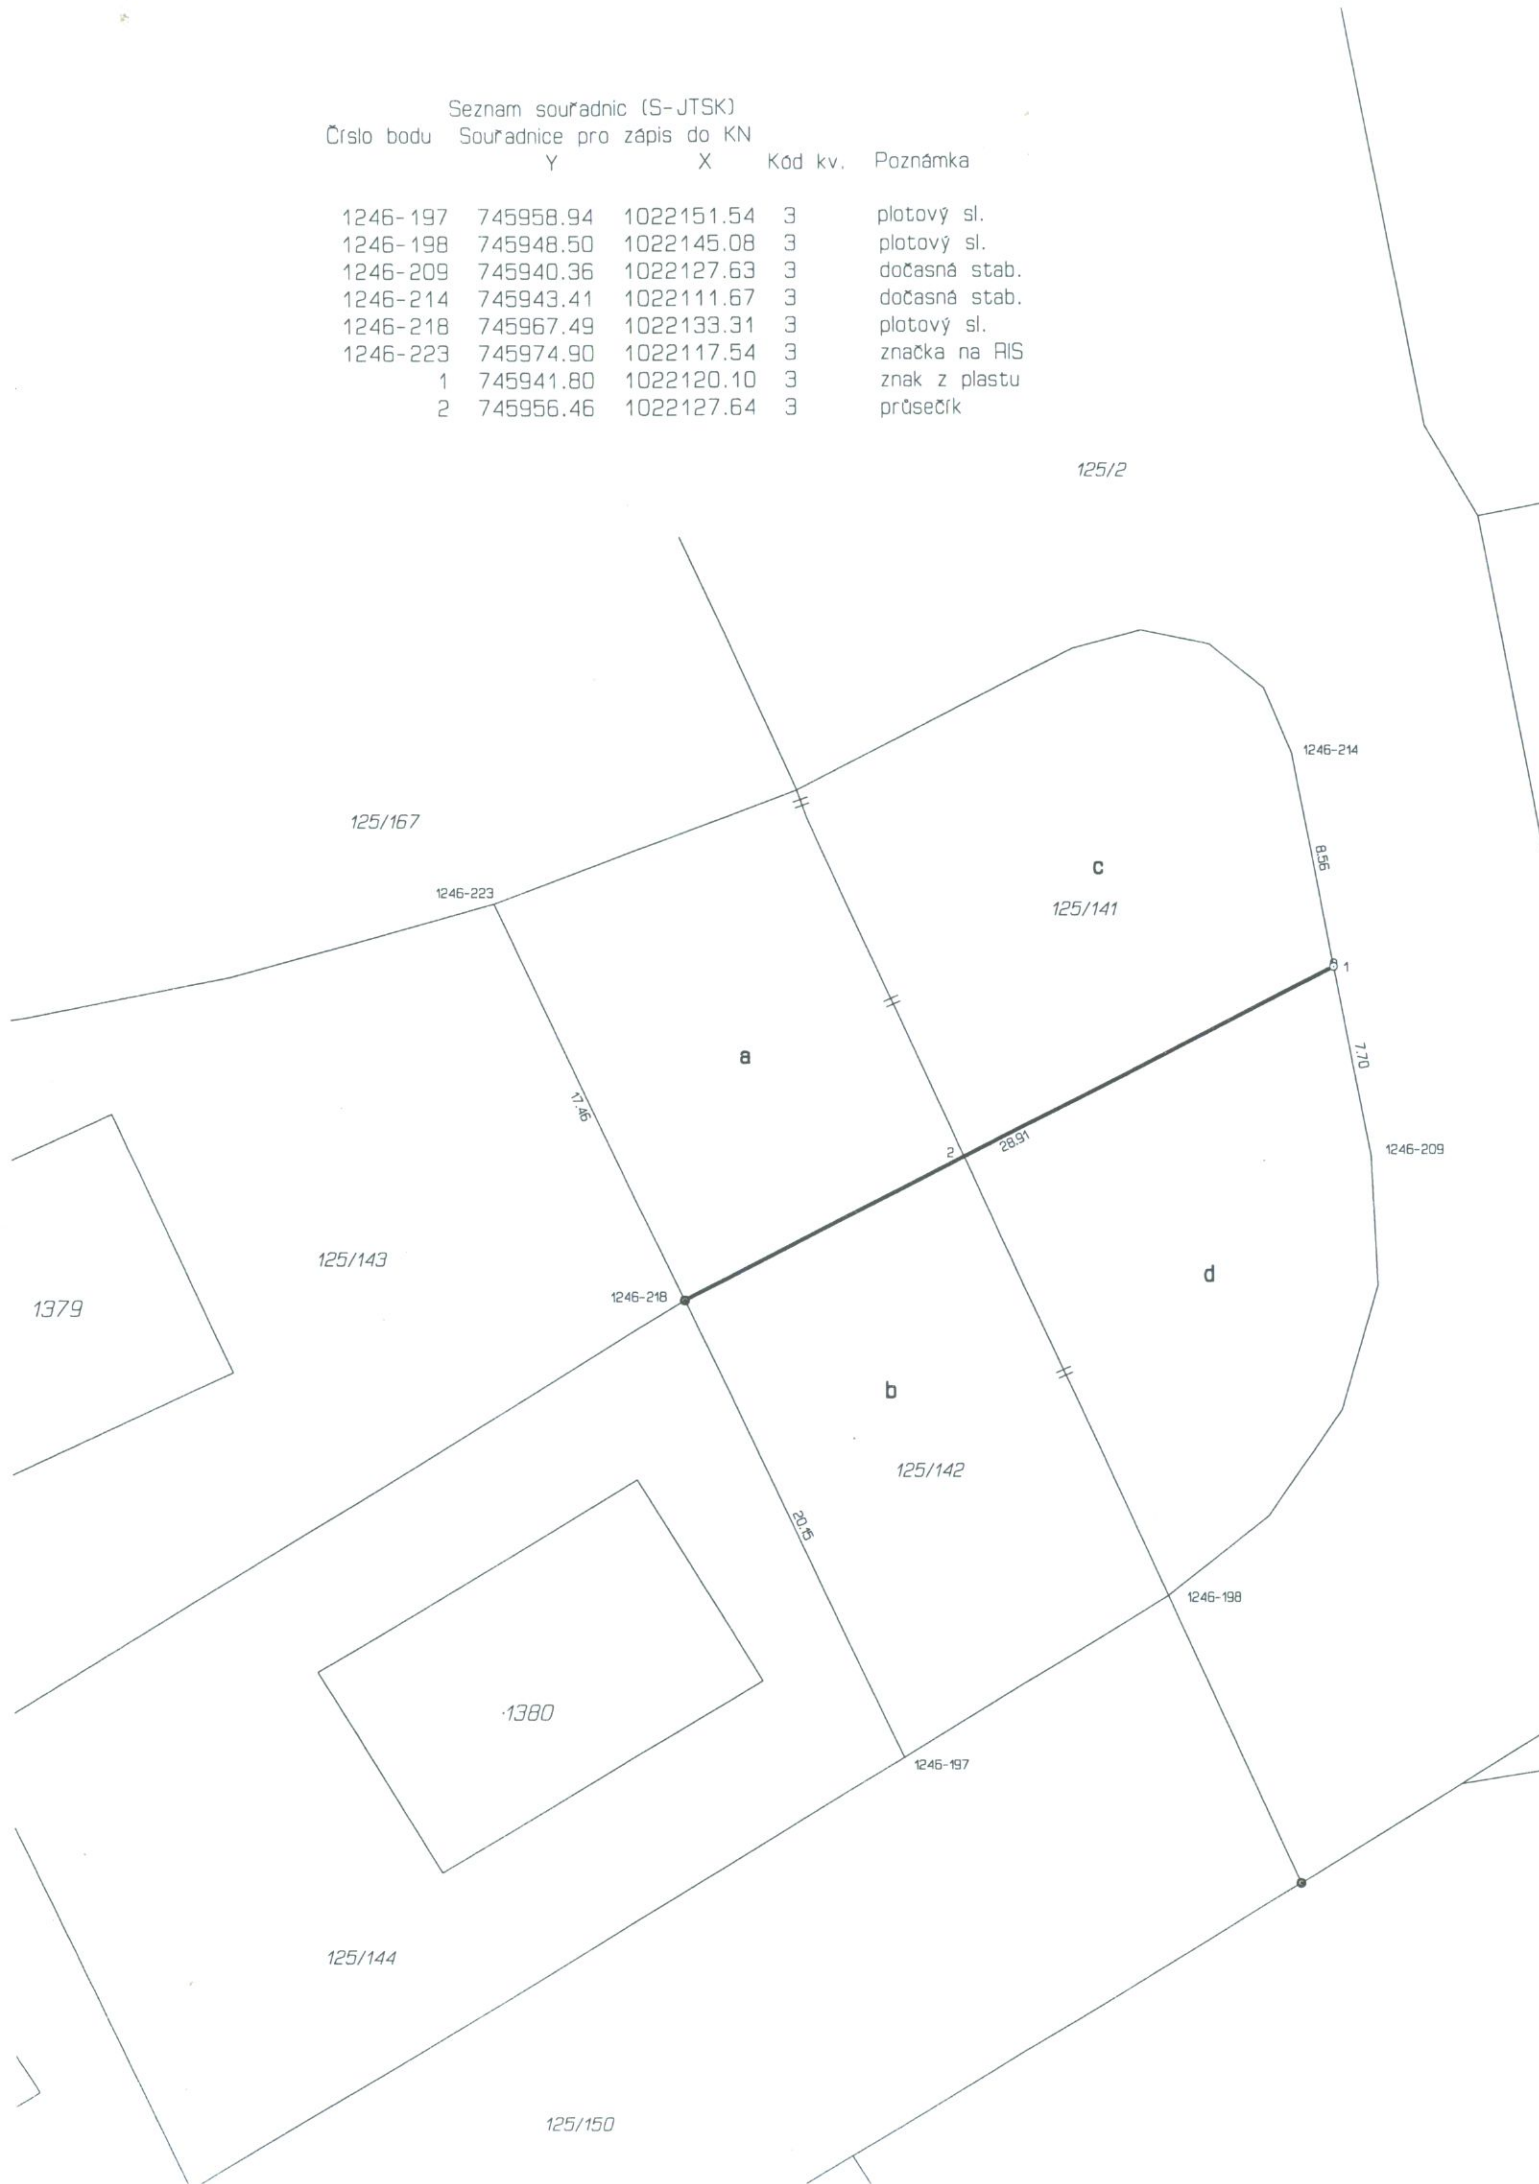 Seznam souřadnic (S-JTSK)
Číslo bodu Souřadnice pro zápis do KN
Y X Kód kv. Poznámka
1246-197 745958.94 1022151.54 3 plotový sl.
1246-198 745948.50 1022145.08 3 plotový sl.
1246-209 745940.36 1022127.63 3 dočasná stab.
1246-214 745943.41 1022111.67 3 dočasná stab.
1246-218 745967.49 1022133.31 3 plotový sl.
1246-223 745974.90 1022117.54 3 značka na RIS
1 745941.80 1022120.10 3 znak z plastu
2 745956.46 1022127.64 3 průsečík
125/2
1246-214
125/167
8.56
c
1246-223
125/141
1
a
7.70
17.46
28.91
2
1246-209
125/143
d
1246-218
1379
b
125/142
20.15
1246-198
1380
1246-197
125/144
125/150